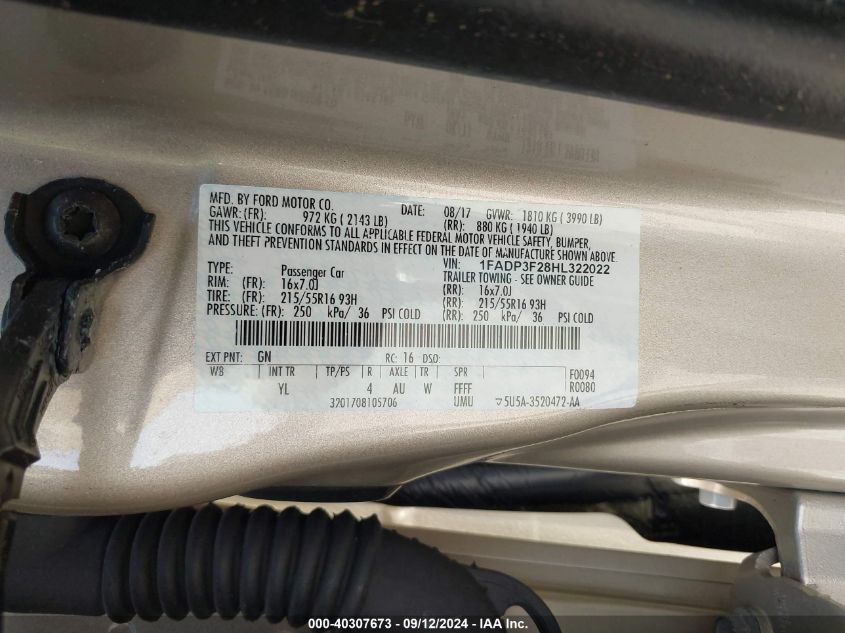 MFD. BY FORD MOTOR CO. DATE: 08/17 GVWR: 1810 KG ( 3990 LB)
GAWR: (FR): 972 KG ( 2143 LB) (RR): 880 KG ( 1940 LB)
THIS VEHICLE CONFORMS TO ALL APPLICABLE FEDERAL MOTOR VEHICLE SAFETY, BUMPER,
AND THEFT PREVENTION STANDARDS IN EFFECT ON THE DATE OF MANUFACTURE SHOWN ABOVE.
VIN: 1FADP3F28HL322022
TYPE: Passenger Car TRAILER TOWING - SEE OWNER GUIDE
RIM: (FR): 16x7.0J (RR): 16x7.0J
TIRE: (FR): 215/55R16 93H (RR): 215/55R16 93H
PRESSURE: (FR): 250 kPa/ 36 PSI COLD (RR): 250 kPa/ 36 PSI COLD
EXT PNT: GN RC: 16 DSO: F0094
WB INT TR TP/PS R AXLE TR SPR R0080
YL 4 AU W FFFF
3201708105706 UMU ▽5U5A-3520472-AA
000-40307673 - 09/12/2024 - IAAI.COM